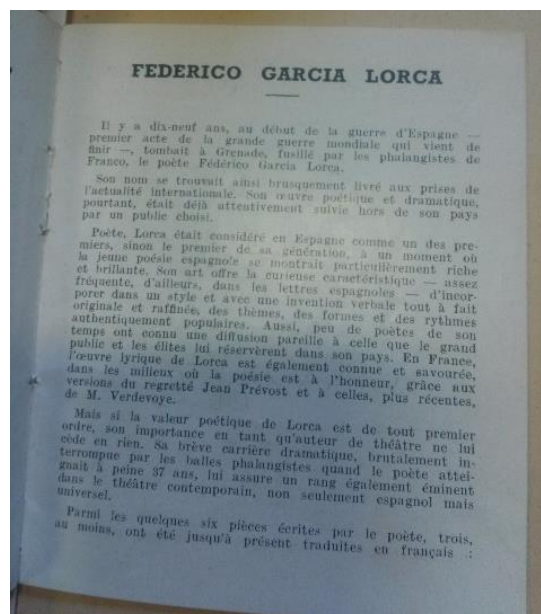 FEDERICO GARCIA LORCA
Il y a dix-neuf ans, au début de la guerre d'Espagne —
premier acte de la grande guerre mondiale qui vient de
finir —, tombait à Grenade, fusillé par les phalangistes de
Franco, le poète Fédérico Garcia Lorca.
Son nom se trouvait ainsi brusquement livré aux prises de
l'actualité internationale. Son œuvre poétique et dramatique,
pourtant, était déjà attentivement suivie hors de son pays
par un public choisi.
Poète, Lorca était considéré en Espagne comme un des pre-
miers, sinon le premier de sa génération, à un moment où
la jeune poésie espagnole se montrait particulièrement riche
et brillante. Son art offre la curieuse caractéristique — assez
fréquente, d'ailleurs, dans les lettres espagnoles — d'incor-
porer dans un style et avec une invention verbale tout à fait
originale et raffinée, des thèmes, des formes et des rythmes
authentiquement populaires. Aussi, peu de poètes de son
temps ont connu une diffusion pareille à celle que le grand
public et les élites lui réservèrent dans son pays. En France,
l'œuvre lyrique de Lorca est également connue et savourée,
dans les milieux où la poésie est à l'honneur, grâce aux
versions du regretté Jean Prévost et à celles, plus récentes,
de M. Verdevoye.
Mais si la valeur poétique de Lorca est de tout premier
ordre, son importance en tant qu'auteur de théâtre ne lui
cède en rien. Sa brève carrière dramatique, brutalement in-
terrompue par les balles phalangistes quand le poète attei-
gnait à peine 37 ans, lui assure un rang également éminent
dans le théâtre contemporain, non seulement espagnol mais
universel.
Parmi les quelques six pièces écrites par le poète, trois,
au moins, ont été jusqu'à présent traduites en français :